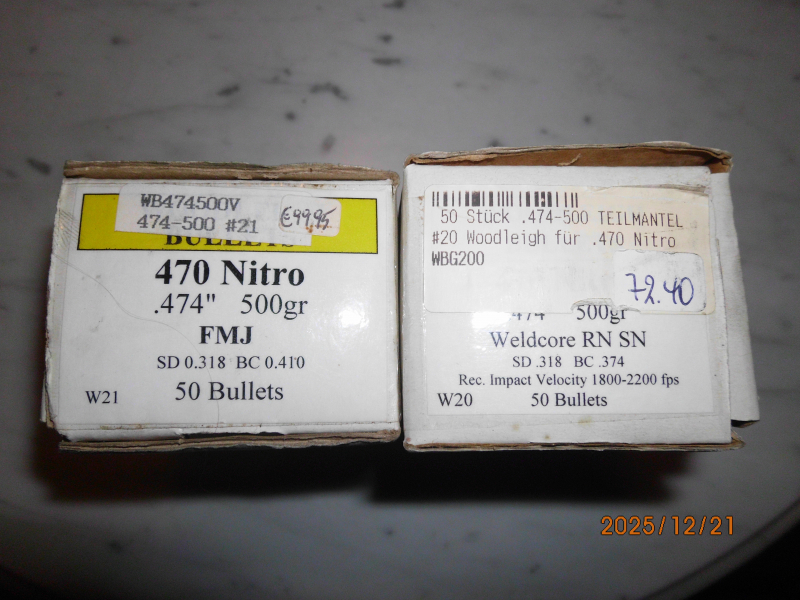 WB474500V
474-500 #21
€99,95
BULLETS
470 Nitro
.474" 500gr
FMJ
SD 0.318 BC 0.410
W21 50 Bullets
50 Stück .474-500 TEILMANTEL
#20 Woodleigh für .470 Nitro
WBG200
72.40
.474" 500gr
Weldcore RN SN
SD .318 BC .374
Rec. Impact Velocity 1800-2200 fps
W20 50 Bullets
2025/12/21